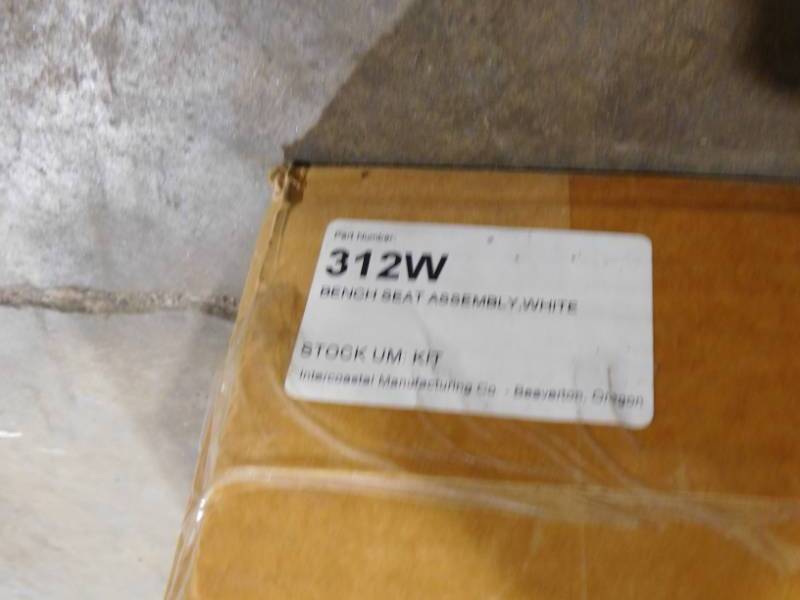 Part Number:
312W
BENCH SEAT ASSEMBLY,WHITE
STOCK UM: KIT
Intercoastal Manufacturing Co. - Beaverton, Oregon